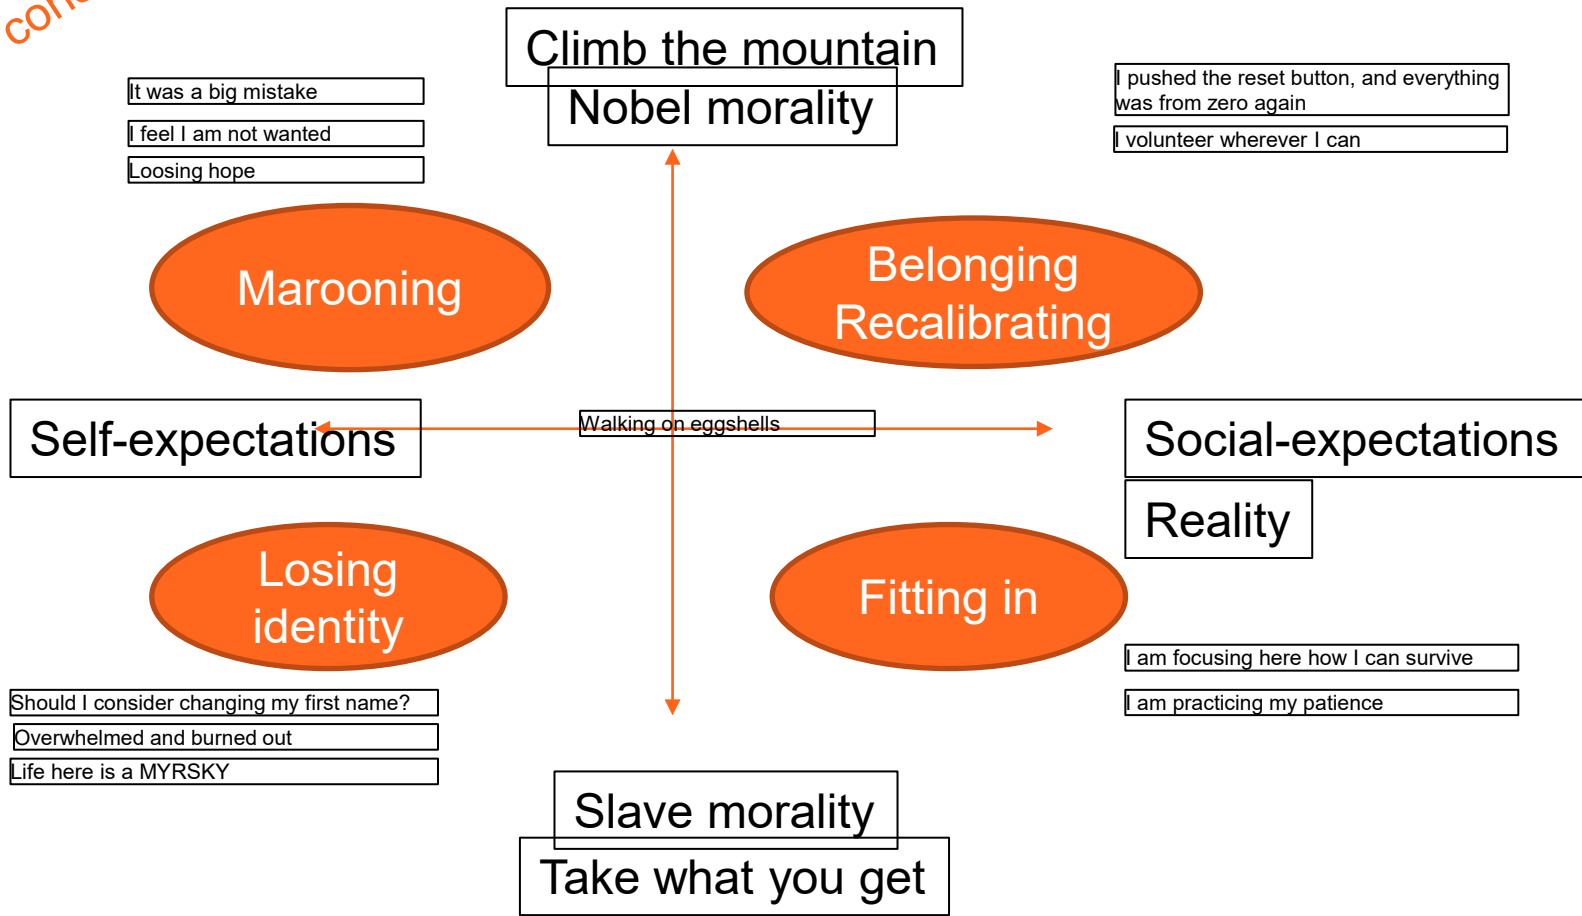 Climb the mountain
Nobel morality
It was a big mistake
I feel I am not wanted
Loosing hope
I pushed the reset button, and everything
was from zero again
I volunteer wherever I can
Marooning
Belonging
Recalibrating
Self-expectations
Walking on eggshells
Social-expectations
Reality
Losing
identity
Fitting in
I am focusing here how I can survive
I am practicing my patience
Should I consider changing my first name?
Overwhelmed and burned out
Life here is a MYRSKY
Slave morality
Take what you get